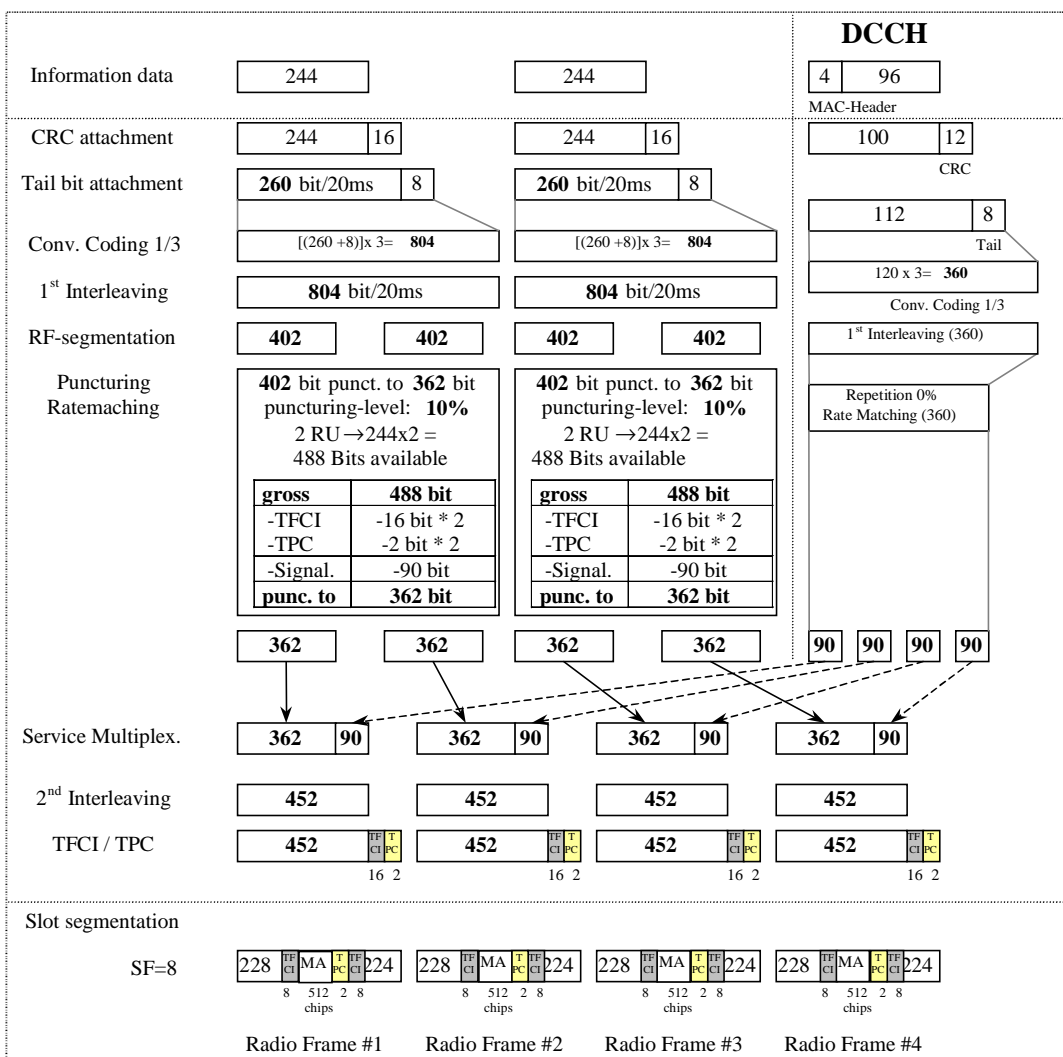 DCCH
Information data 244 244 4 96
MAC-Header
CRC attachment 244 16 244 16 100 12
CRC
Tail bit attachment 260 bit/20ms 8 260 bit/20ms 8
112 8
Tail
Conv. Coding 1/3 [(260 +8)]x 3= 804 [(260 +8)]x 3= 804
120 x 3= 360
Conv. Coding 1/3
1st Interleaving 804 bit/20ms 804 bit/20ms
RF-segmentation 402 402 402 402 1st Interleaving (360)
Puncturing
Ratemaching
402 bit punct. to 362 bit
puncturing-level: 10%
2 RU →244x2 =
488 Bits available
gross 488 bit
-TFCI -16 bit * 2
-TPC -2 bit * 2
-Signal. -90 bit
punc. to 362 bit
402 bit punct. to 362 bit
puncturing-level: 10%
2 RU →244x2 =
488 Bits available
gross 488 bit
-TFCI -16 bit * 2
-TPC -2 bit * 2
-Signal. -90 bit
punc. to 362 bit
Repetition 0%
Rate Matching (360)
362 362 362 362 90 90 90 90
Service Multiplex. 362 90 362 90 362 90 362 90
2nd Interleaving 452 452 452 452
TFCI / TPC 452 TF CI T PC 452 TF CI T PC 452 TF CI T PC 452 TF CI T PC
16 2 16 2 16 2 16 2
Slot segmentation
SF=8 228 TF CI MA T PC TF CI 224 228 TF CI MA T PC TF CI 224 228 TF CI MA T PC TF CI 224 228 TF CI MA T PC TF CI 224
8 512 2 8 8 512 2 8 8 512 2 8 8 512 2 8
chips chips chips chips
Radio Frame #1 Radio Frame #2 Radio Frame #3 Radio Frame #4